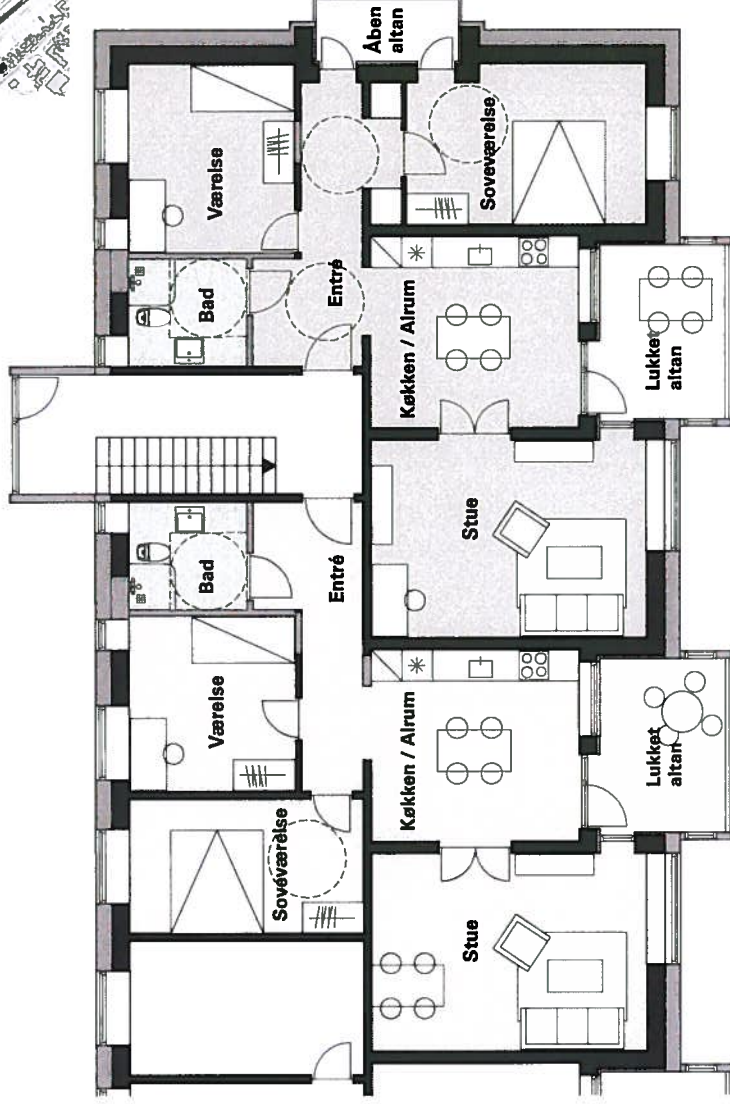 Værelse
Bad
Bad
Værelse
Soveværelse
Entré
Entré
Åben
altan
Køkken / Alrum
Køkken / Alrum
Stue
Stue
Soveværelse
Lukket
altan
Lukket
altan